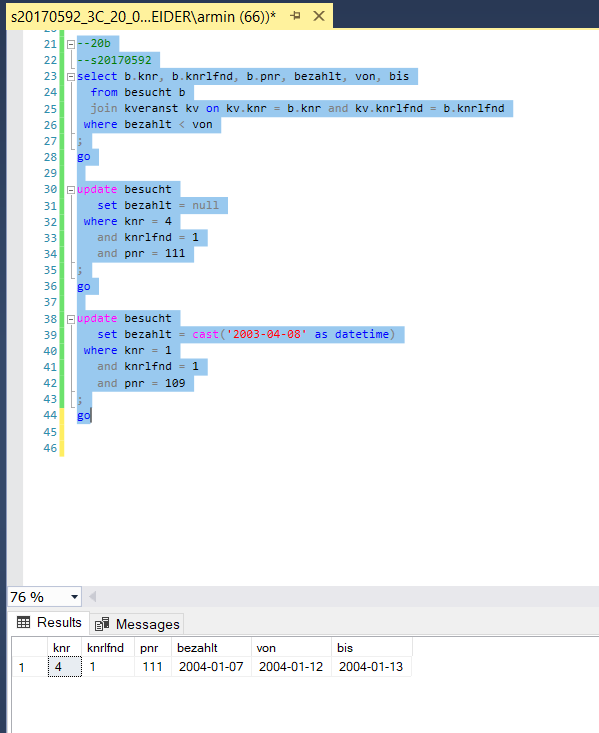 s20170592_3C_20_0...EIDER\armin (66))*
21 --20b
22 --s20170592
23 select b.knr, b.knrlfnd, b.pnr, bezahlt, von, bis
24 from besucht b
25 join kveranst kv on kv.knr = b.knr and kv.knrlfnd = b.knrlfnd
26 where bezahlt < von
27 ;
28 go
29
30 update besucht
31 set bezahlt = null
32 where knr = 4
33 and knrlfnd = 1
34 and pnr = 111
35 ;
36 go
37
38 update besucht
39 set bezahlt = cast('2003-04-08' as datetime)
40 where knr = 1
41 and knrlfnd = 1
42 and pnr = 109
43 ;
44 go
45
46
76 %
Results Messages
knr knrlfnd pnr bezahlt von bis
1 4 1 111 2004-01-07 2004-01-12 2004-01-13